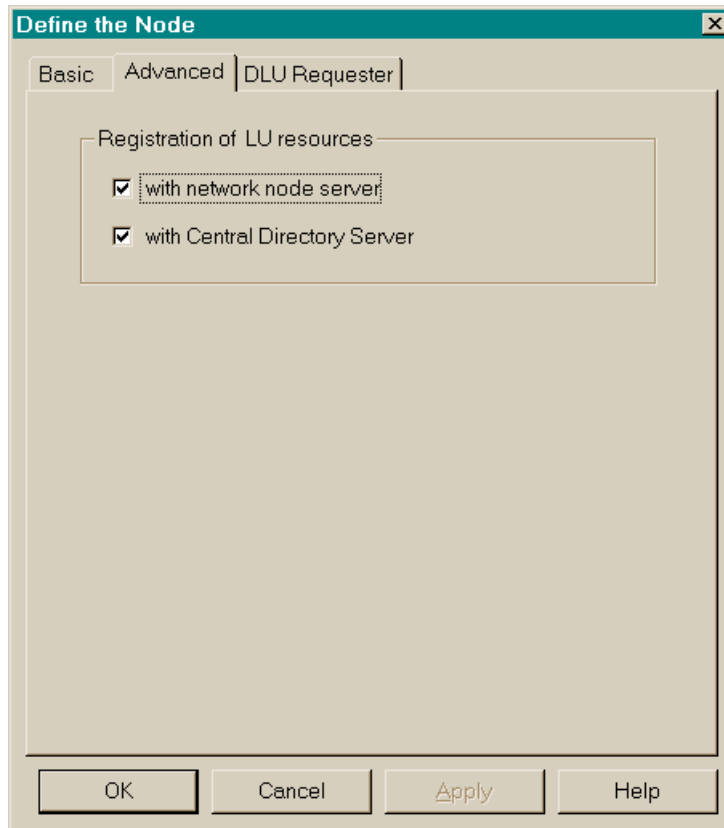 Define the Node
Basic Advanced DLU Requester
Registration of LU resources
with network node server
with Central Directory Server
OK Cancel Apply Help